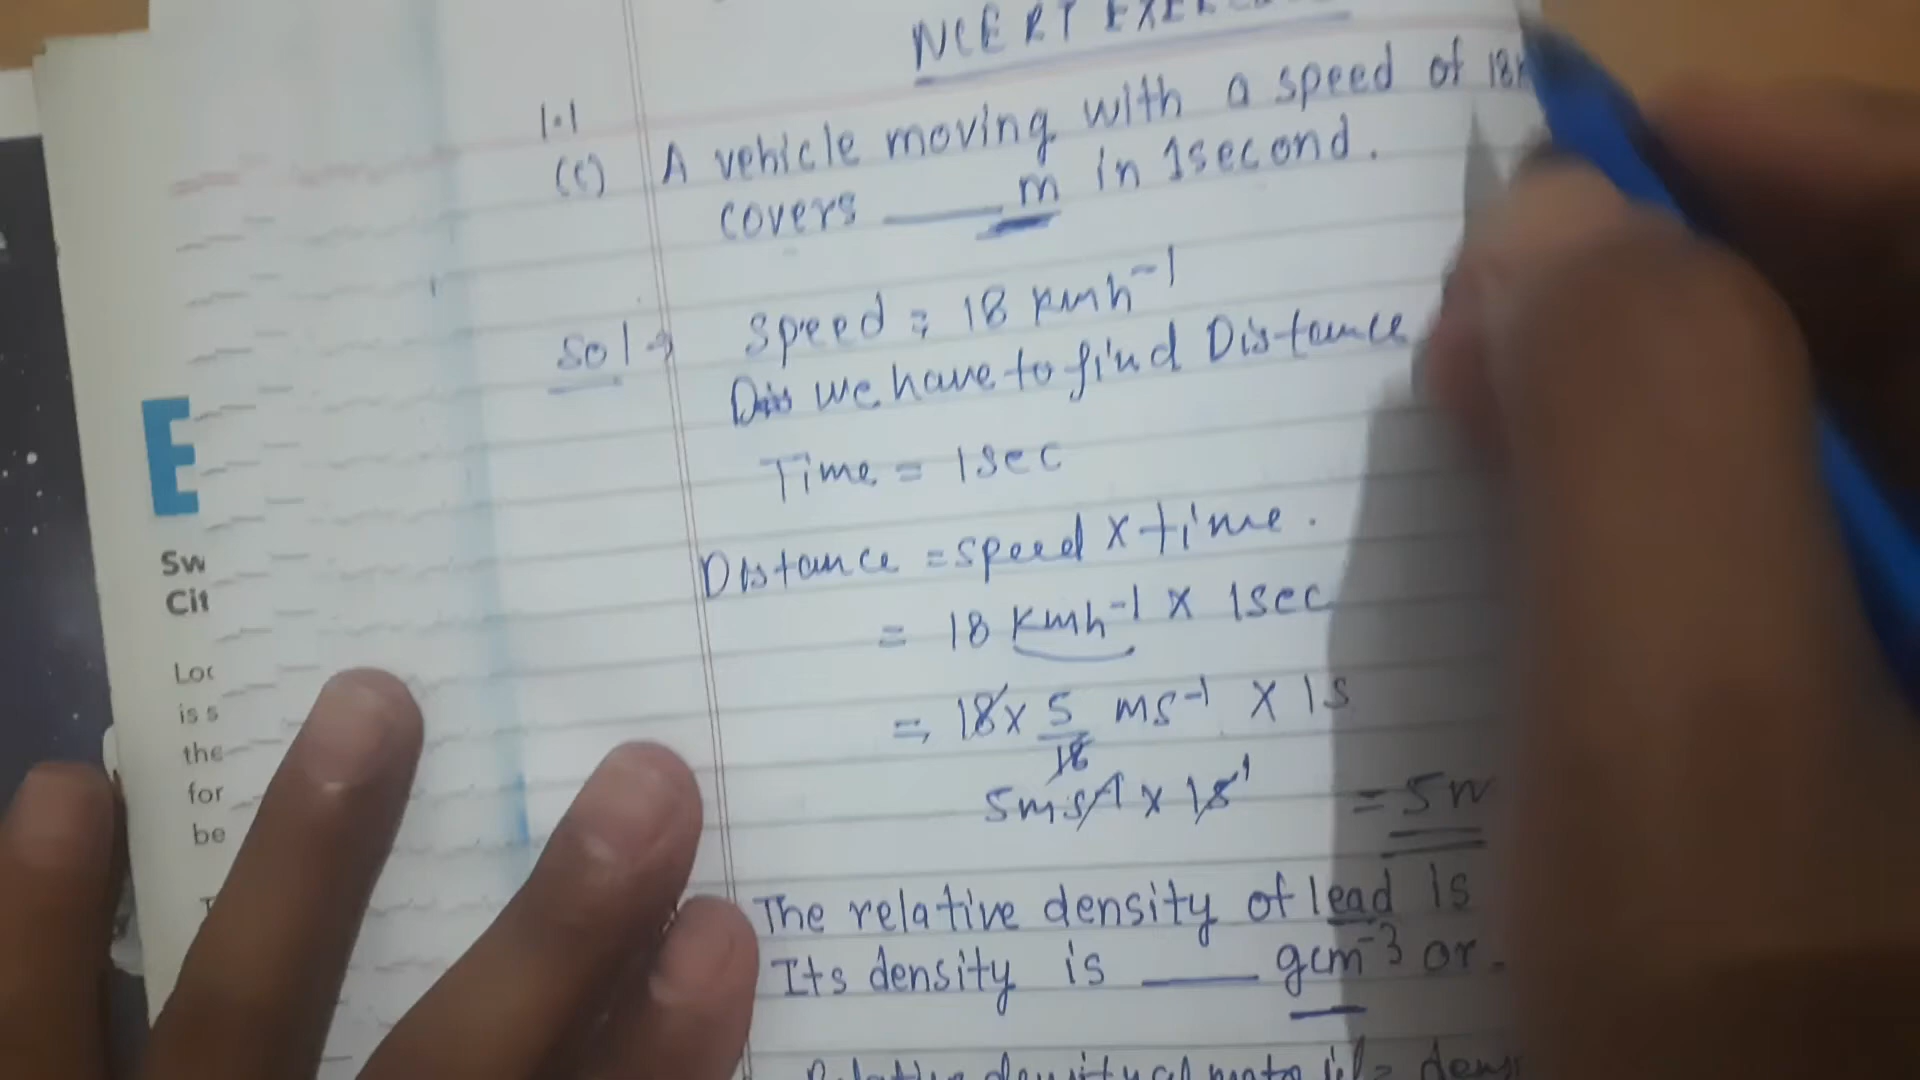 NCERT
1.1
(c) A vehicle moving with a speed of 18
covers ____ m in 1second.
Sol → Speed = 18 kmh⁻¹
Dis we have to find Distance
Time = 1sec
Distance = speed x time.
= 18 kmh⁻¹ x 1sec
= 18 x 5/18 ms⁻¹ x 1s
5ms⁻¹ x 1s = 5
The relative density of lead is
Its density is ____ gcm⁻³ or
E
Sw
Cit
Loc
is s
the
for
be